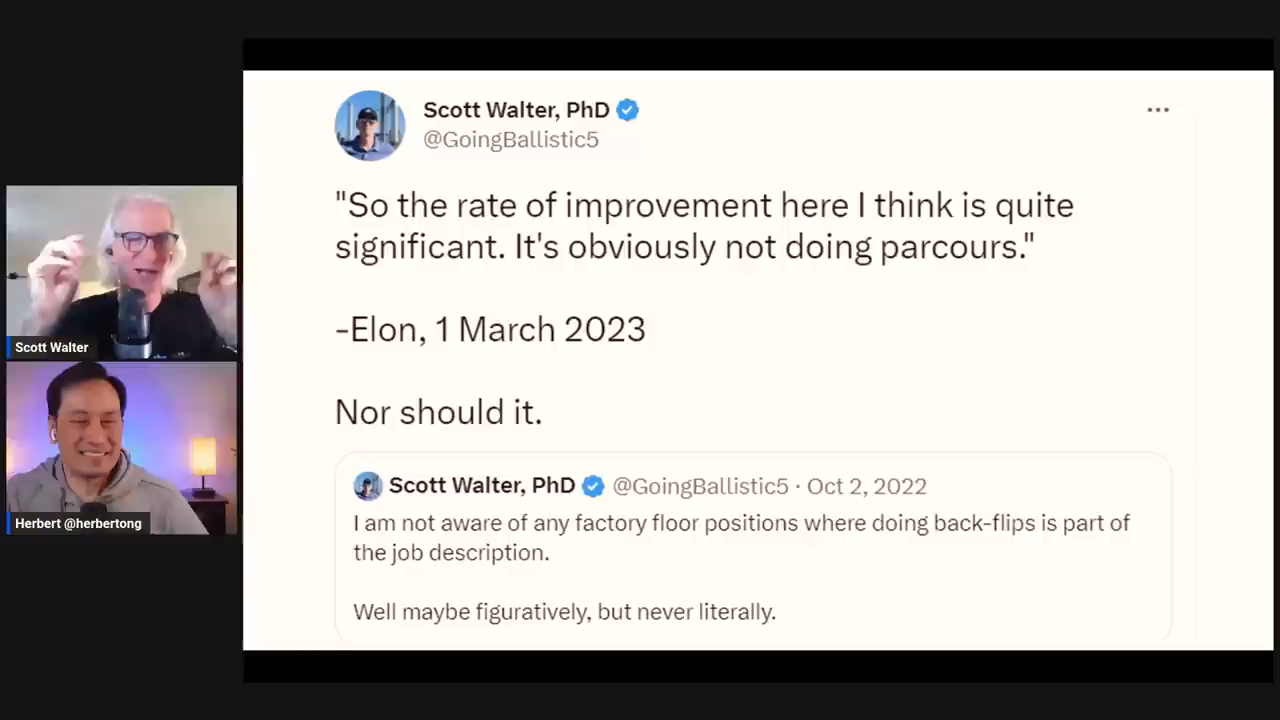 Scott Walter, PhD
@GoingBallistic5
"So the rate of improvement here I think is quite
significant. It's obviously not doing parcours."
-Elon, 1 March 2023
Nor should it.
Scott Walter, PhD @GoingBallistic5 · Oct 2, 2022
I am not aware of any factory floor positions where doing back-flips is part of
the job description.
Well maybe figuratively, but never literally.
Scott Walter
Herbert @herbertong